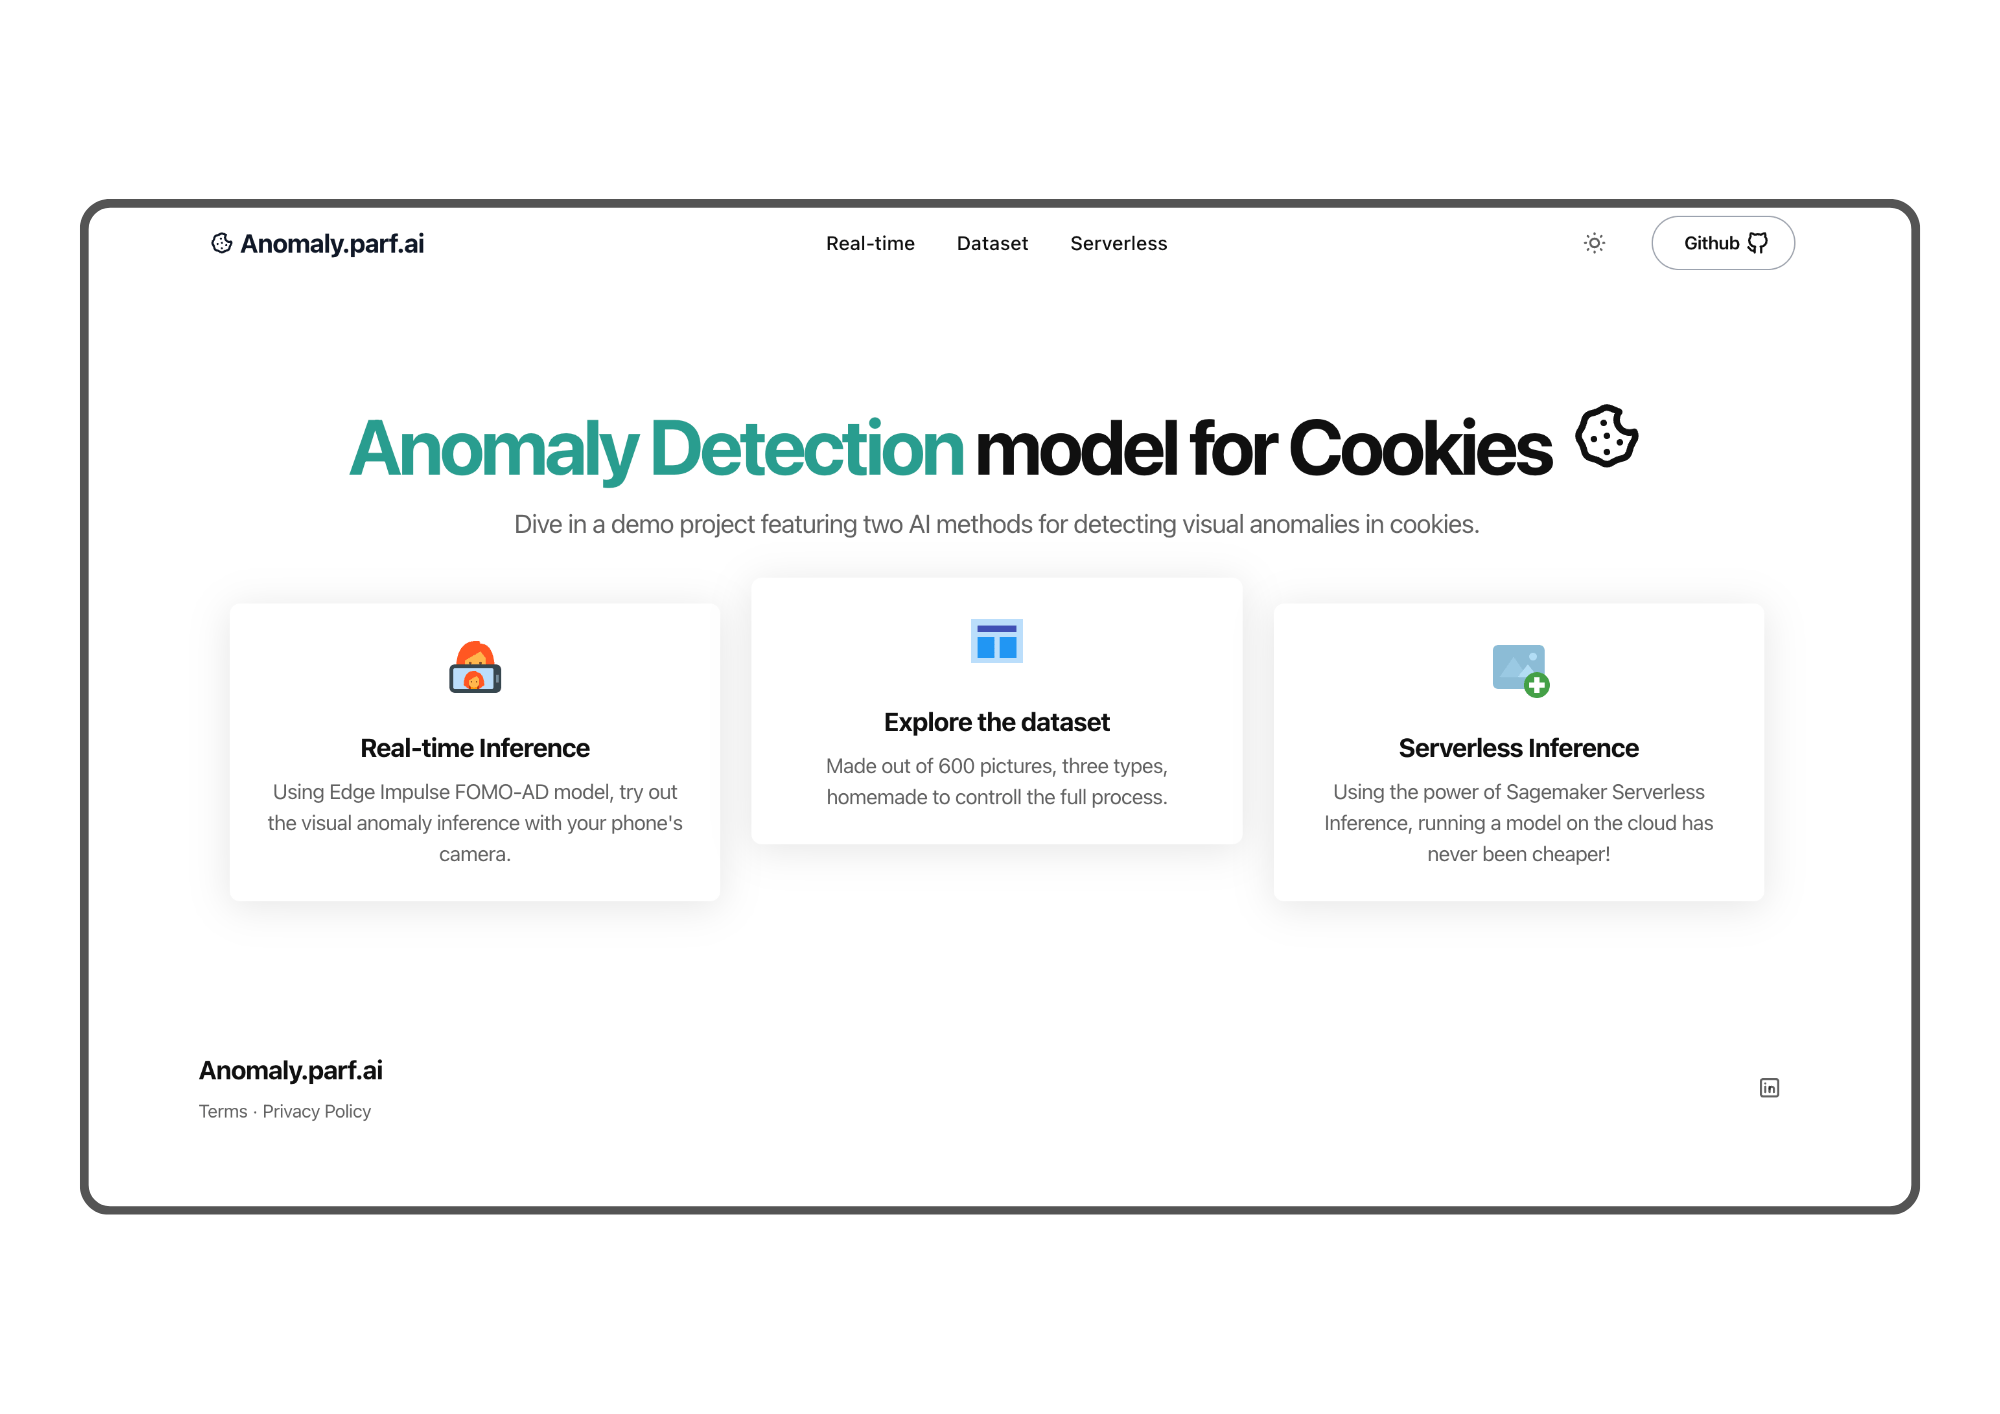 Anomaly.parf.ai
Real-time
Dataset
Serverless
Github
Anomaly Detection model for Cookies
Dive in a demo project featuring two AI methods for detecting visual anomalies in cookies.
Real-time Inference
Using Edge Impulse FOMO-AD model, try out
the visual anomaly inference with your phone's
camera.
Explore the dataset
Made out of 600 pictures, three types,
homemade to controll the full process.
Serverless Inference
Using the power of Sagemaker Serverless
Inference, running a model on the cloud has
never been cheaper!
Anomaly.parf.ai
Terms · Privacy Policy
in